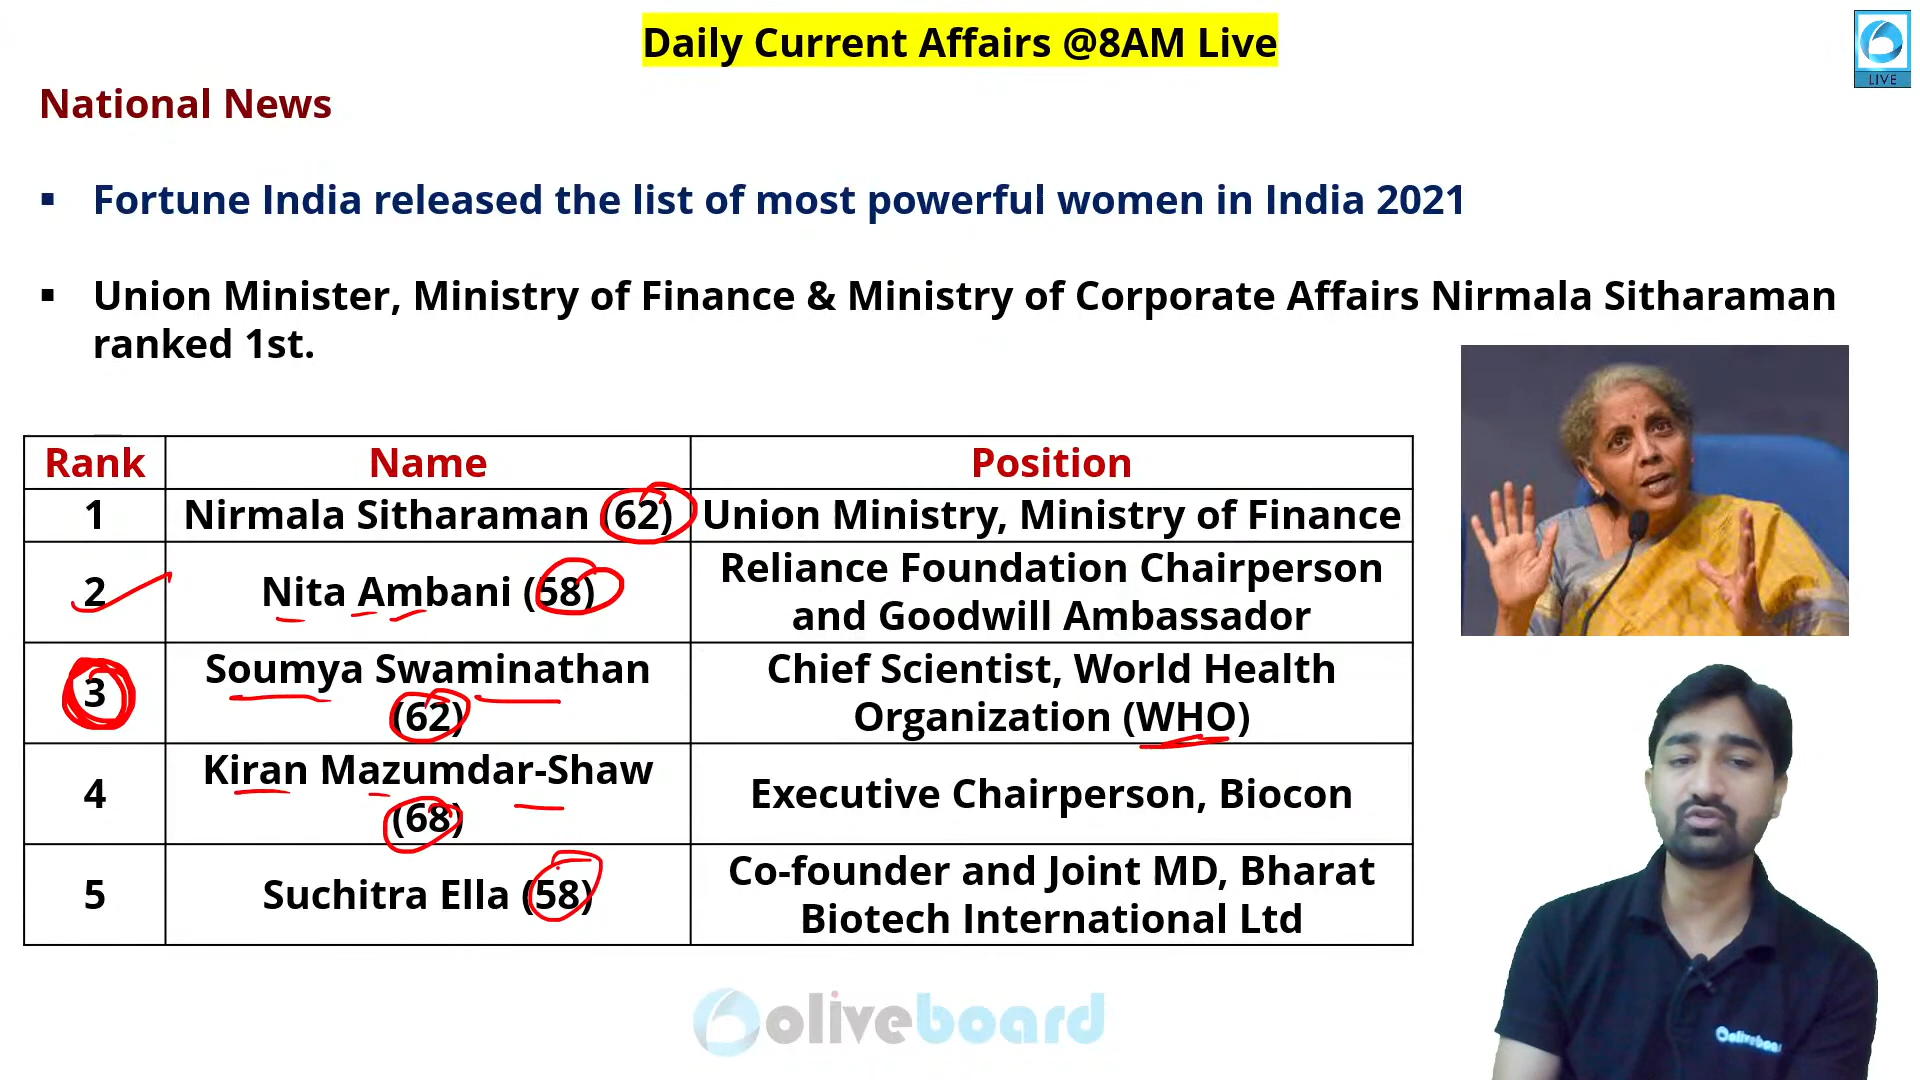 Daily Current Affairs @8AM Live
LIVE
National News
▪ Fortune India released the list of most powerful women in India 2021
▪ Union Minister, Ministry of Finance & Ministry of Corporate Affairs Nirmala Sitharaman
ranked 1st.
Rank Name Position
1 Nirmala Sitharaman (62) Union Ministry, Ministry of Finance
2 Nita Ambani (58) Reliance Foundation Chairperson
and Goodwill Ambassador
3 Soumya Swaminathan
(62) Chief Scientist, World Health
Organization (WHO)
4 Kiran Mazumdar-Shaw
(68) Executive Chairperson, Biocon
5 Suchitra Ella (58) Co-founder and Joint MD, Bharat
Biotech International Ltd
oliveboard
oliveboard